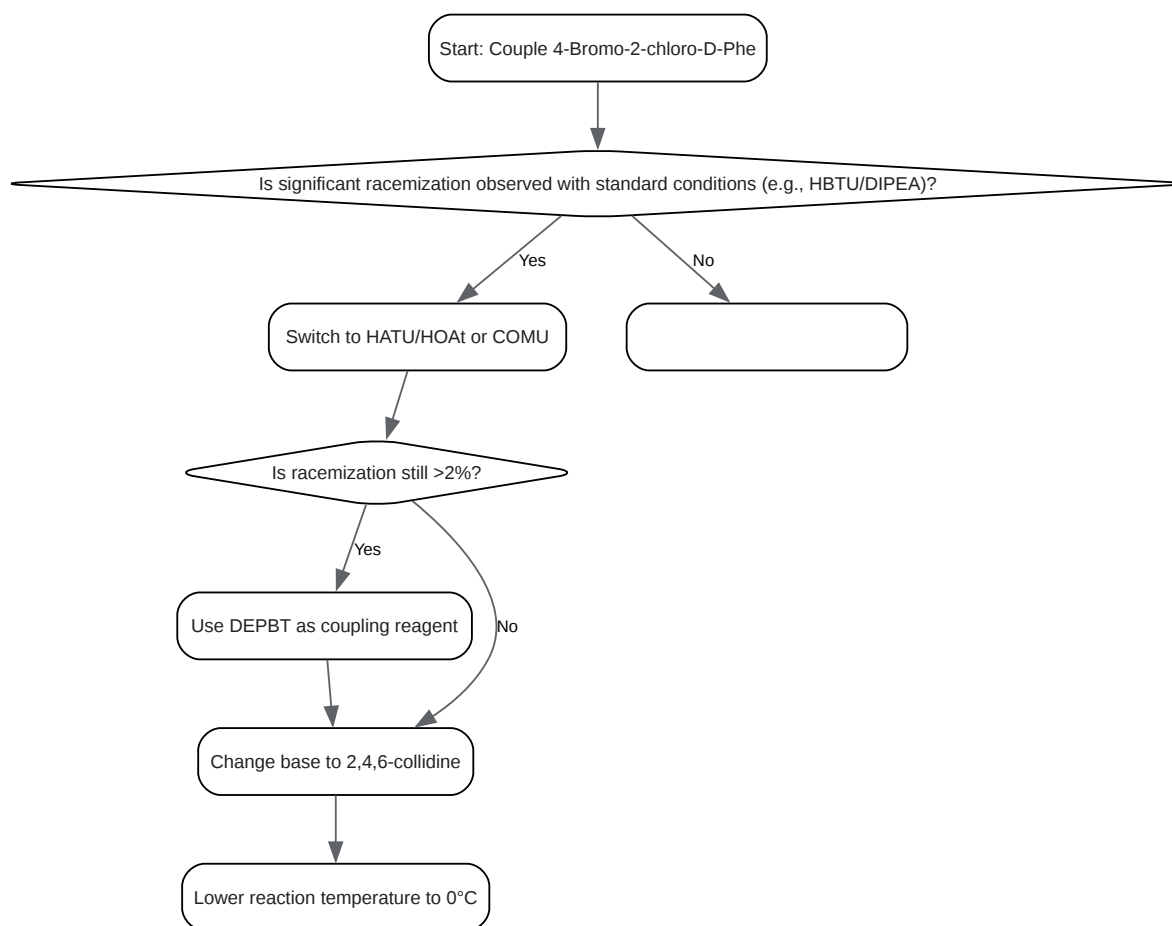 Start: Couple 4-Bromo-2-chloro-D-Phe
Is significant racemization observed with standard conditions (e.g., HBTU/DIPEA)?
Yes
No
Switch to HATU/HOAt or COMU
Is racemization still >2%?
Yes
Use DEPBT as coupling reagent
No
Change base to 2,4,6-collidine
Lower reaction temperature to 0°C